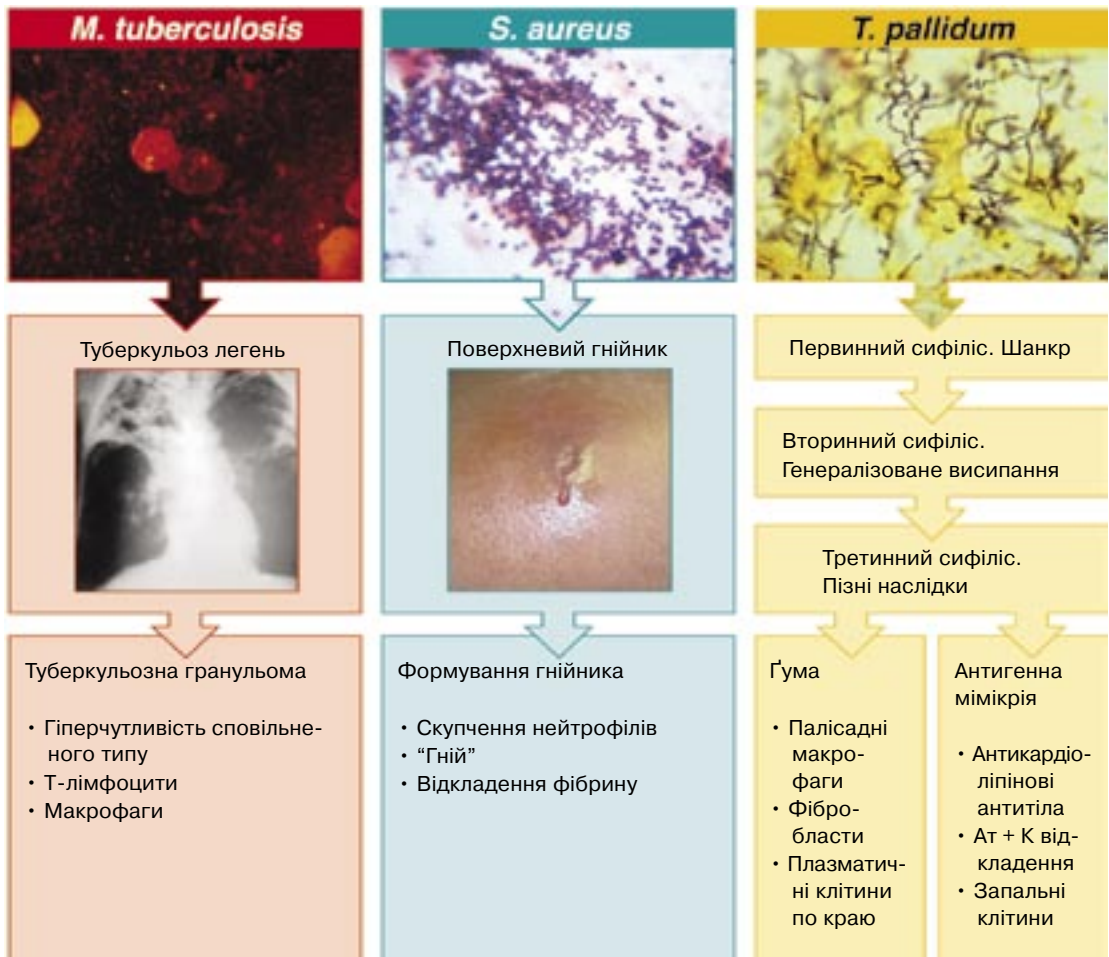 M. tuberculosis
Туберкульоз легень
Туберкульозна гранульома
• Гіперчутливість сповільне-
ного типу
• Т-лімфоцити
• Макрофаги
S. aureus
Поверхневий гнійник
Формування гнійника
• Скупчення нейтрофілів
• “Гній”
• Відкладення фібрину
T. pallidum
Первинний сифіліс. Шанкр
Вторинний сифіліс.
Генералізоване висипання
Третинний сифіліс.
Пізні наслідки
Ґума
• Палісадні
макро-
фаги
• Фібро-
бласти
• Плазматич-
ні клітини
по краю
Антигенна
мімікрія
• Антикардіо-
ліпінові
антитіла
• Ат + К від-
кладення
• Запальні
клітини